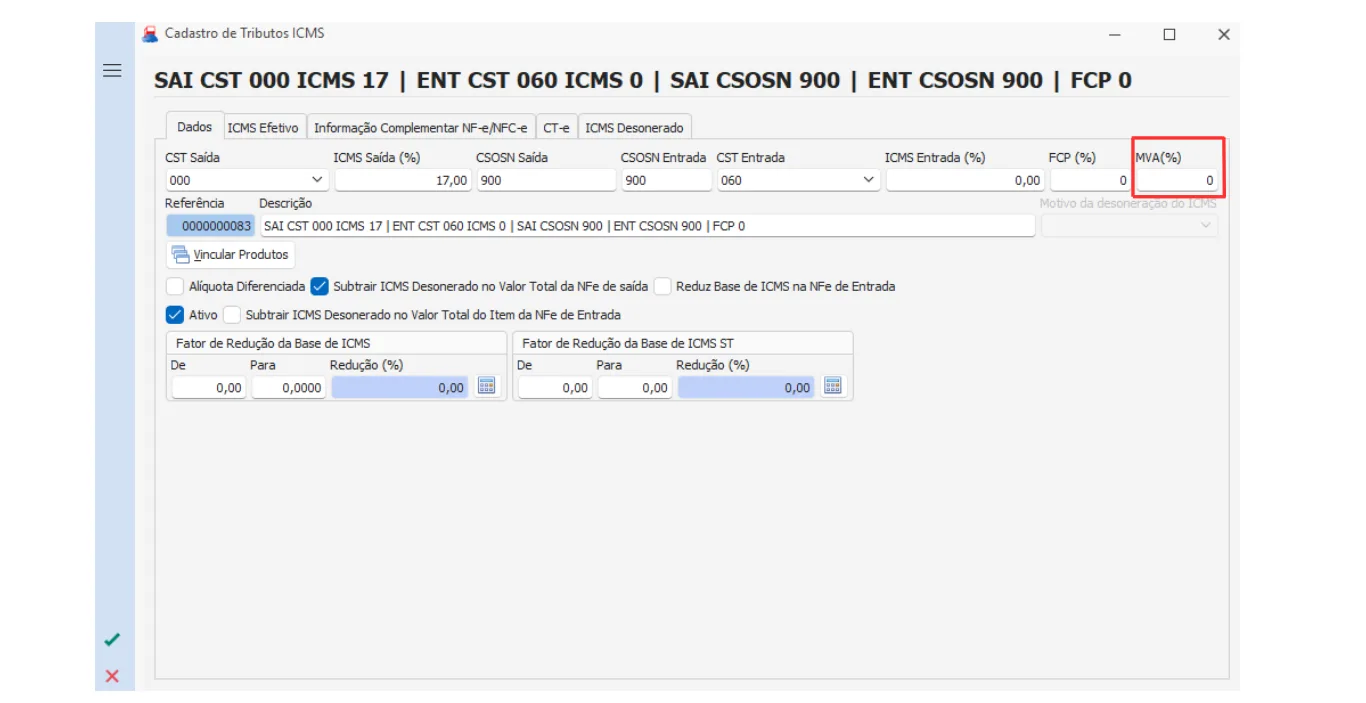 Cadastro de Tributos ICMS
SAI CST 000 ICMS 17 | ENT CST 060 ICMS 0 | SAI CSOSN 900 | ENT CSOSN 900 | FCP 0
Dados ICMS Efetivo Informação Complementar NF-e/NFC-e CT-e ICMS Desonerado
CST Saída ICMS Saída (%) CSOSN Saída CSOSN Entrada CST Entrada ICMS Entrada (%) FCP (%) MVA(%)
000 17,00 900 900 060 0,00 0 0
Referência Descrição Motivo da desoneração do ICMS
0000000083 SAI CST 000 ICMS 17 | ENT CST 060 ICMS 0 | SAI CSOSN 900 | ENT CSOSN 900 | FCP 0
Vincular Produtos
Alíquota Diferenciada Subtrair ICMS Desonerado no Valor Total da NFe de saída Reduz Base de ICMS na NFe de Entrada
Ativo Subtrair ICMS Desonerado no Valor Total do Item da NFe de Entrada
Fator de Redução da Base de ICMS Fator de Redução da Base de ICMS ST
De Para Redução (%) De Para Redução (%)
0,00 0,0000 0,00 0,00 0,00 0,00